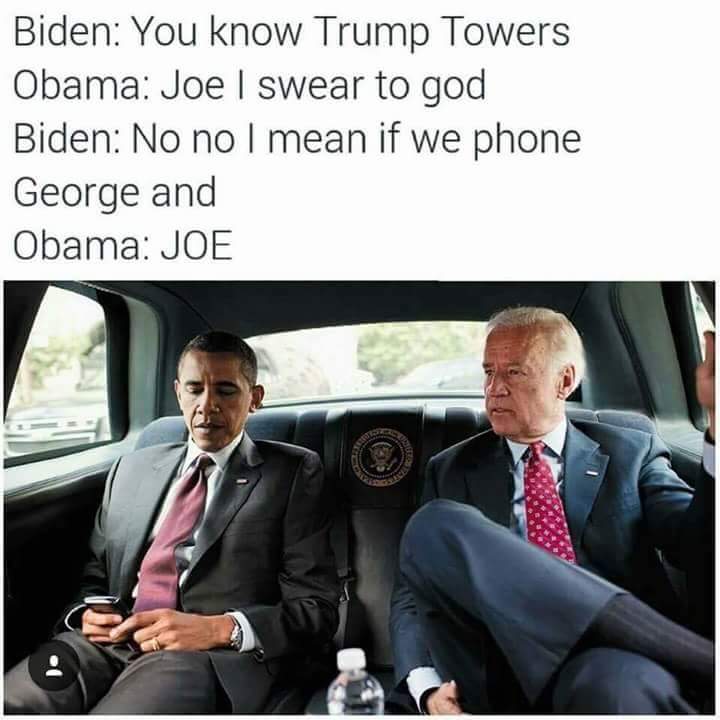 Biden: You know Trump Towers
Obama: Joe I swear to god
Biden: No no I mean if we phone
George and
Obama: JOE